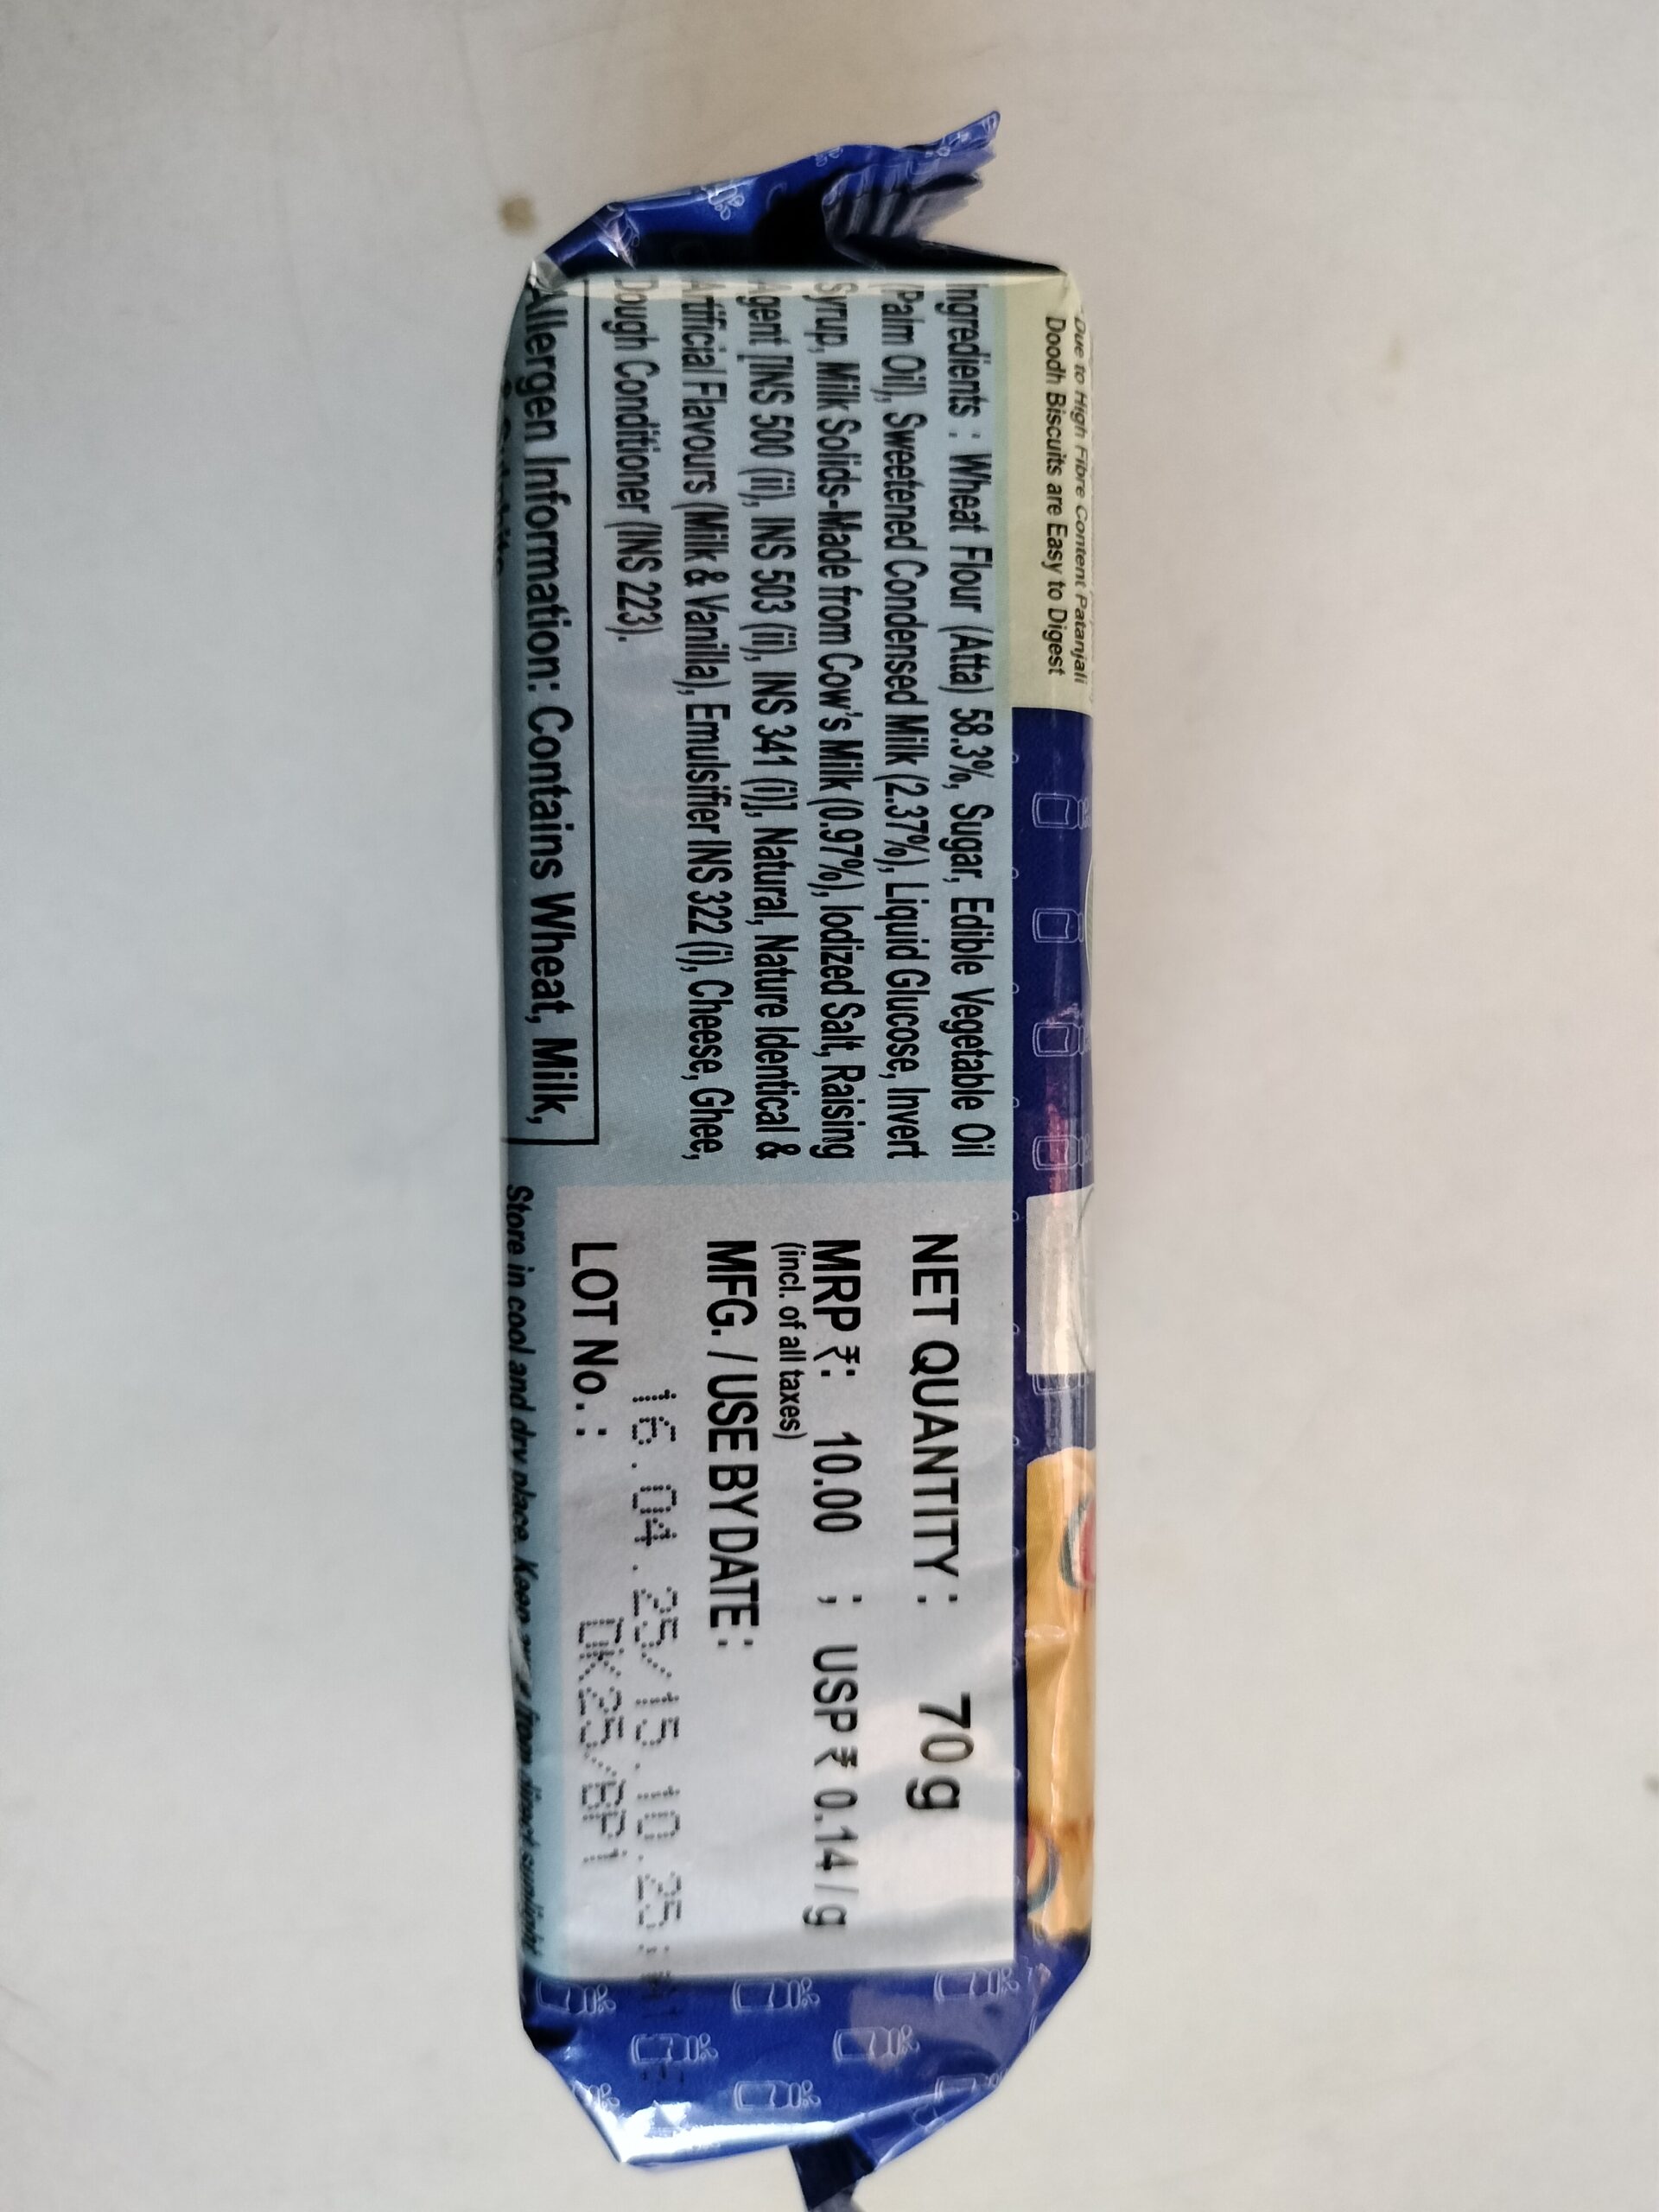 Due to High Fibre Content Patanjali
Doodh Biscuits are Easy to Digest
Ingredients : Wheat Flour (Atta) 58.3%, Sugar, Edible Vegetable Oil
(Palm Oil), Sweetened Condensed Milk (2.37%), Liquid Glucose, Invert
Syrup, Milk Solids-Made from Cow's Milk (0.97%), Iodized Salt, Raising
Agent [INS 500 (ii), INS 503 (ii), INS 341 (i)], Natural, Nature Identical &
Artificial Flavours (Milk & Vanilla), Emulsifier INS 322 (i), Cheese, Ghee,
Dough Conditioner (INS 223).
Allergen Information: Contains Wheat, Milk,
NET QUANTITY : 70 g
MRP ₹: 10.00 ; USP ₹ 0.14 / g
(incl. of all taxes)
MFG. / USE BY DATE :
16.04.25/15.10.25
LOT No. : DK25/BP1
Store in cool and dry place. Keep away from direct sunlight